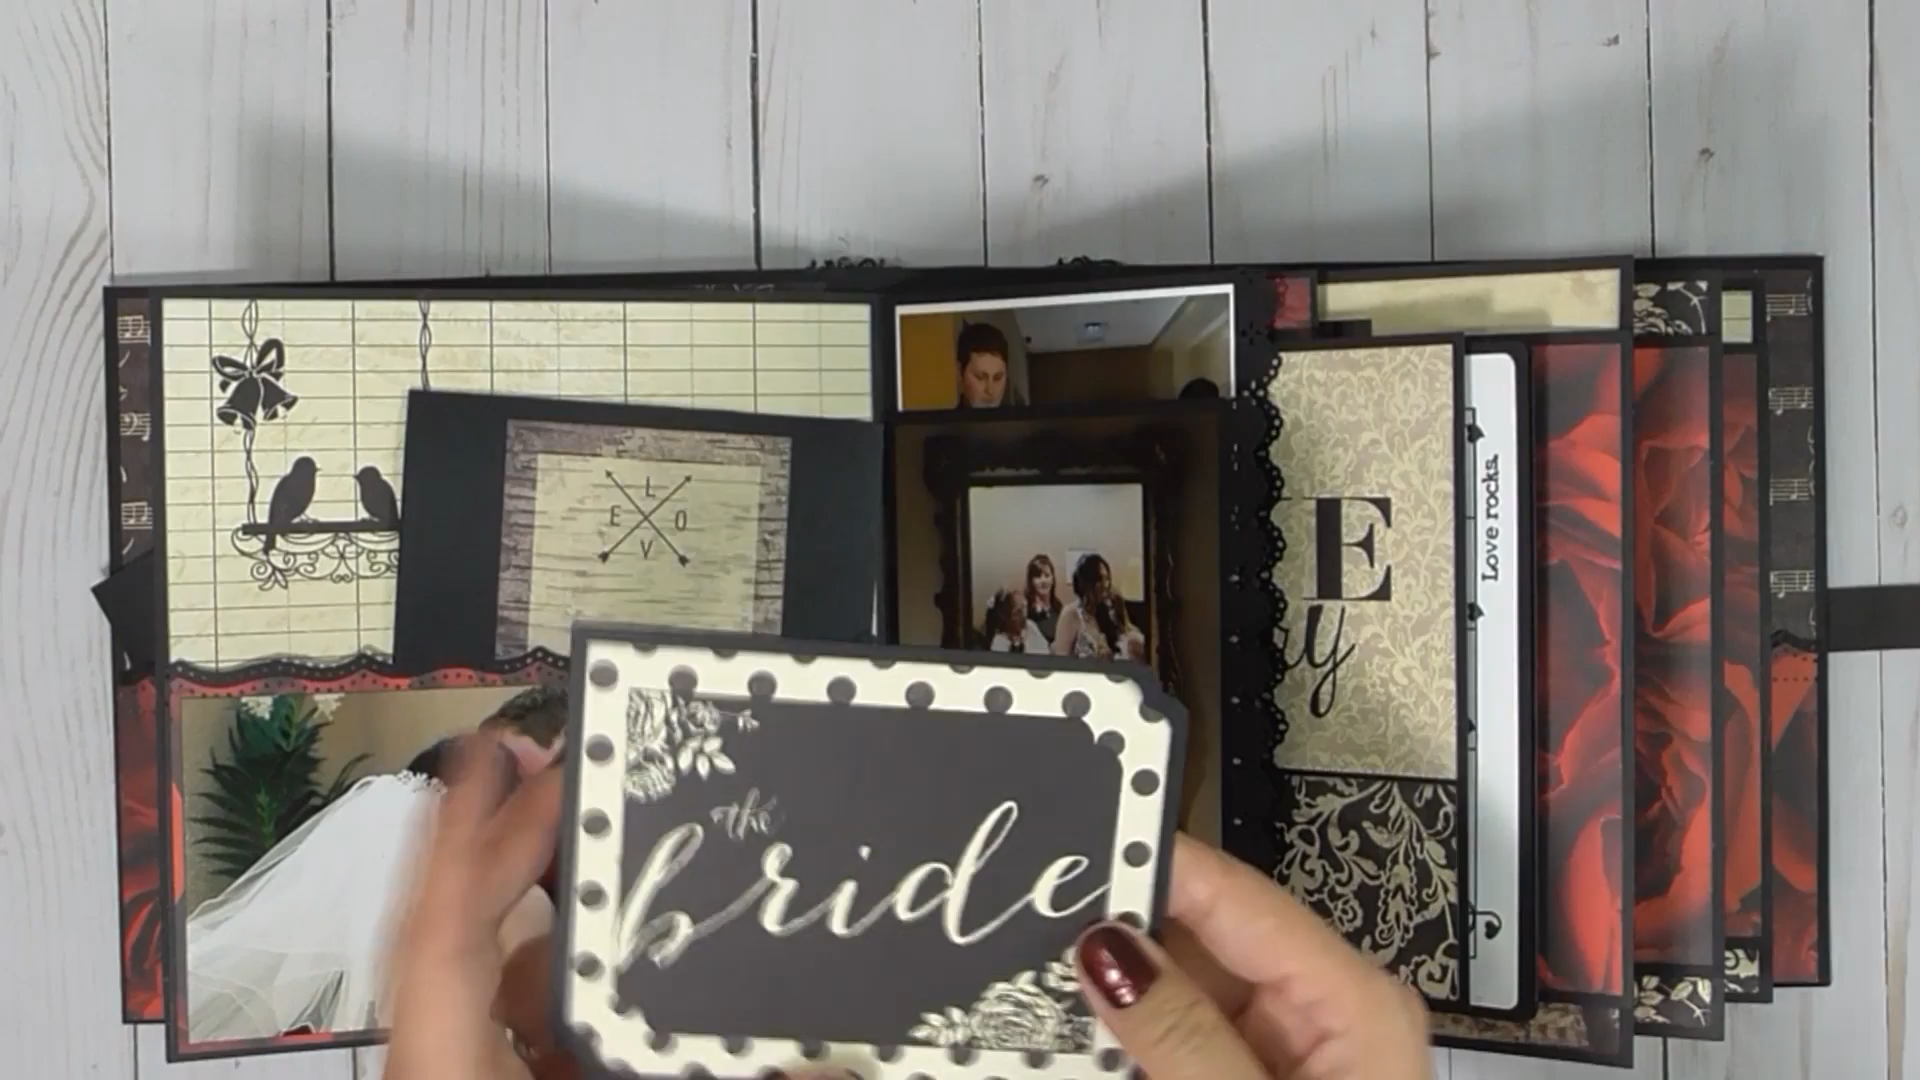 L
E O
V
E
y
Love rocks.
the
bride